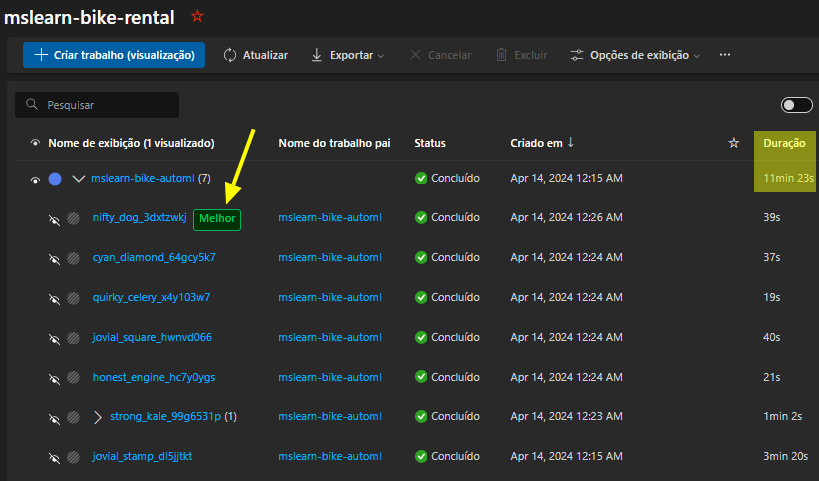 mslearn-bike-rental
Criar trabalho (visualização) Atualizar Exportar Cancelar Excluir Opções de exibição ...
Pesquisar
Nome de exibição (1 visualizado) Nome do trabalho pai Status Criado em ↓ Duração
mslearn-bike-automl (7) Concluído Apr 14, 2024 12:15 AM 11min 23s
nifty_dog_3dxtzwkj Melhor mslearn-bike-automl Concluído Apr 14, 2024 12:26 AM 39s
cyan_diamond_64gcy5k7 mslearn-bike-automl Concluído Apr 14, 2024 12:24 AM 37s
quirky_celery_x4y103w7 mslearn-bike-automl Concluído Apr 14, 2024 12:24 AM 19s
jovial_square_hwnvd066 mslearn-bike-automl Concluído Apr 14, 2024 12:24 AM 40s
honest_engine_hc7y0ygs mslearn-bike-automl Concluído Apr 14, 2024 12:24 AM 21s
strong_kale_99g6531p (1) mslearn-bike-automl Concluído Apr 14, 2024 12:23 AM 1min 2s
jovial_stamp_dl5jjtkt mslearn-bike-automl Concluído Apr 14, 2024 12:15 AM 3min 20s